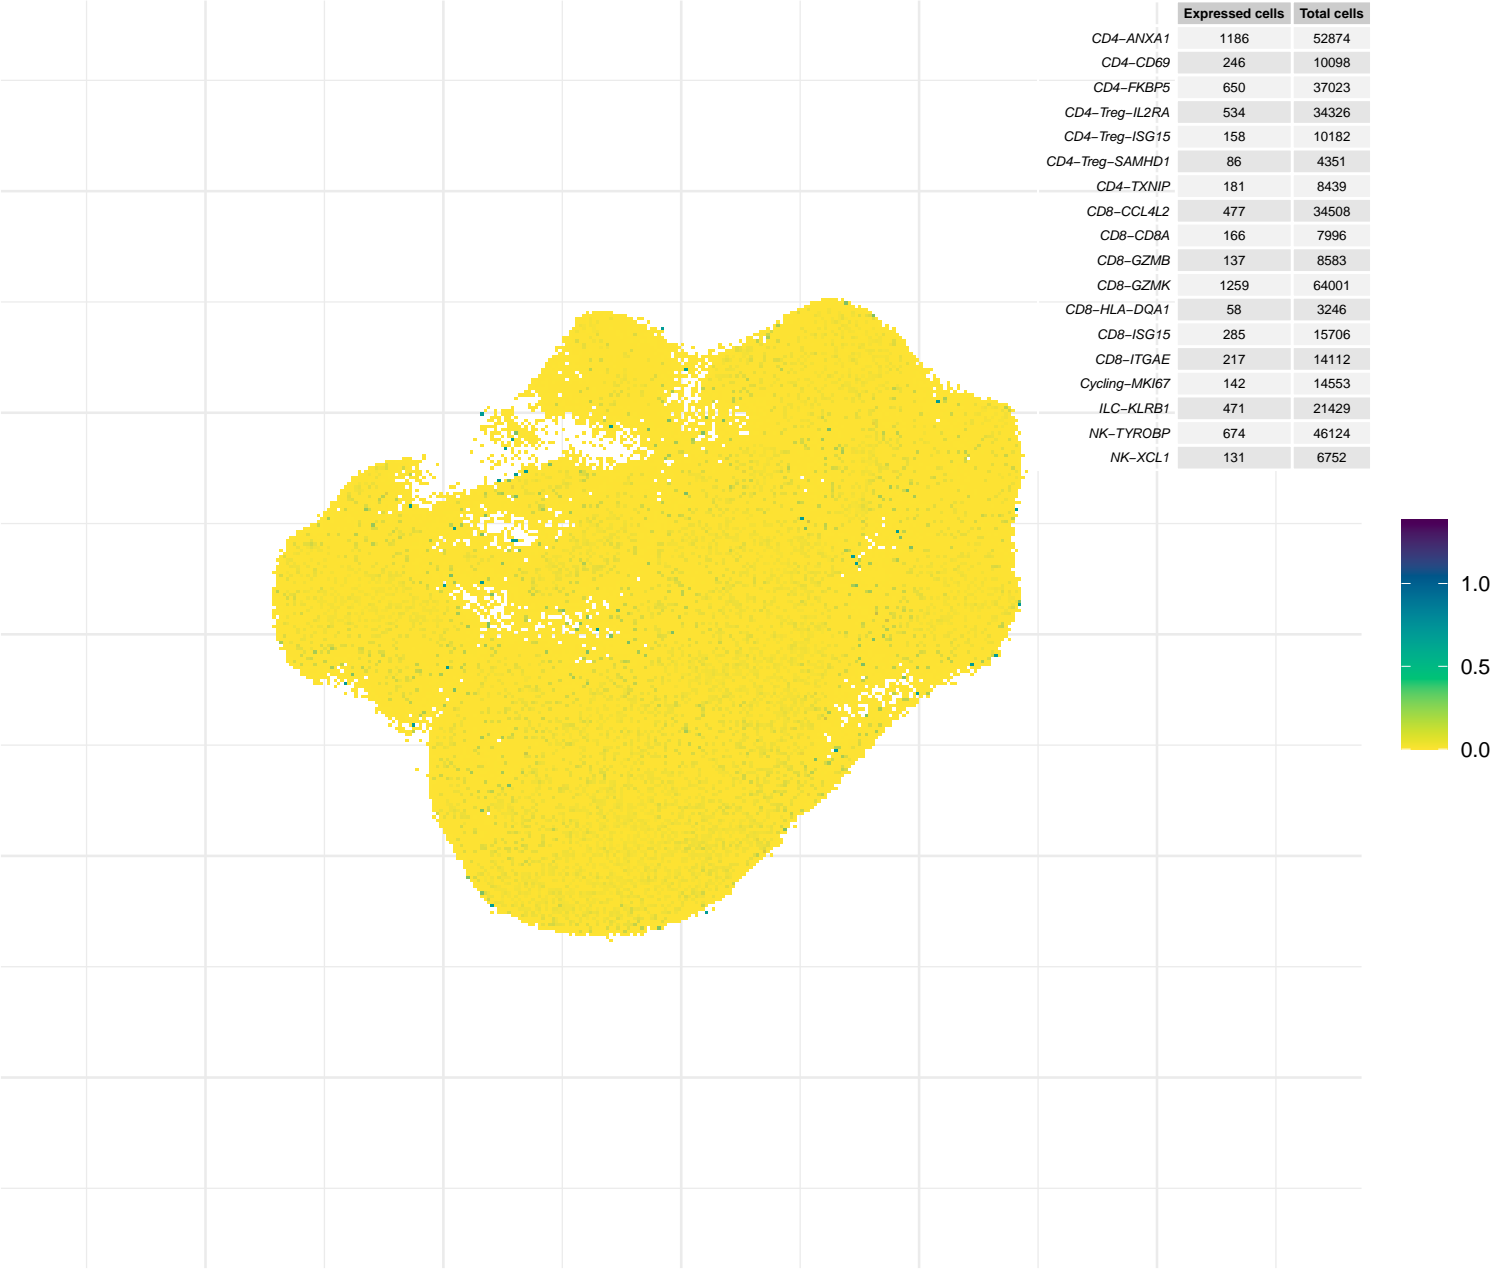 Expressed cells Total cells
CD4−ANXA1 1186 52874
CD4−CD69 246 10098
CD4−FKBP5 650 37023
CD4−Treg−IL2RA 534 34326
CD4−Treg−ISG15 158 10182
CD4−Treg−SAMHD1 86 4351
CD4−TXNIP 181 8439
CD8−CCL4L2 477 34508
CD8−CD8A 166 7996
CD8−GZMB 137 8583
CD8−GZMK 1259 64001
CD8−HLA−DQA1 58 3246
CD8−ISG15 285 15706
CD8−ITGAE 217 14112
Cycling−MKI67 142 14553
ILC−KLRB1 471 21429
NK−TYROBP 674 46124
NK−XCL1 131 6752
1.0
0.5
0.0